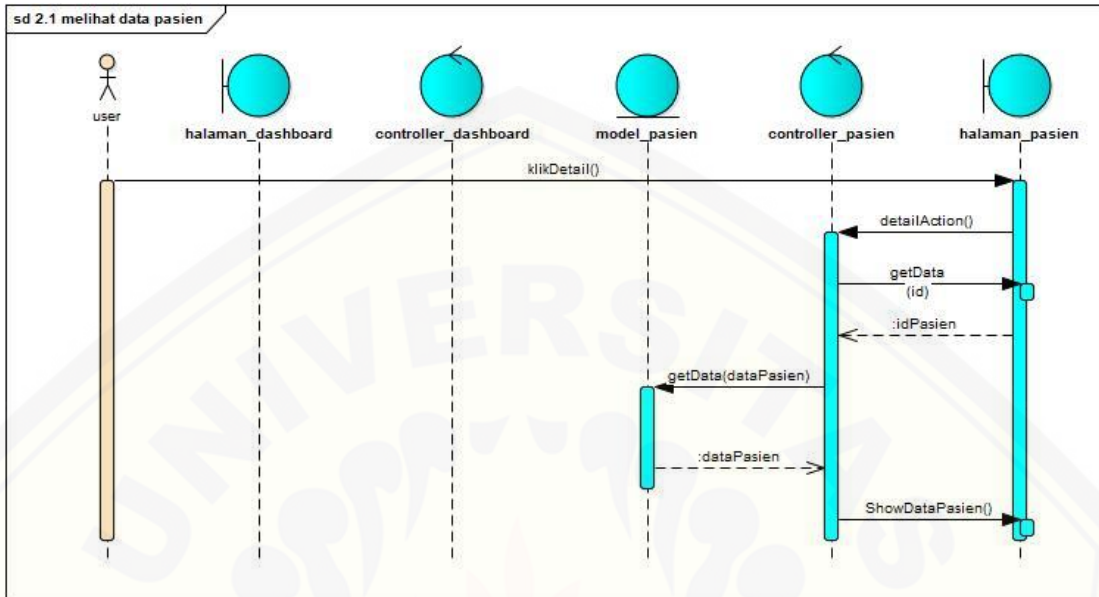 sd 2.1 melihat data pasien
user
halaman_dashboard
controller_dashboard
model_pasien
controller_pasien
halaman_pasien
klikDetail()
detailAction()
getData
(id)
:idPasien
getData(dataPasien)
:dataPasien
ShowDataPasien()
UNIVERSITAS